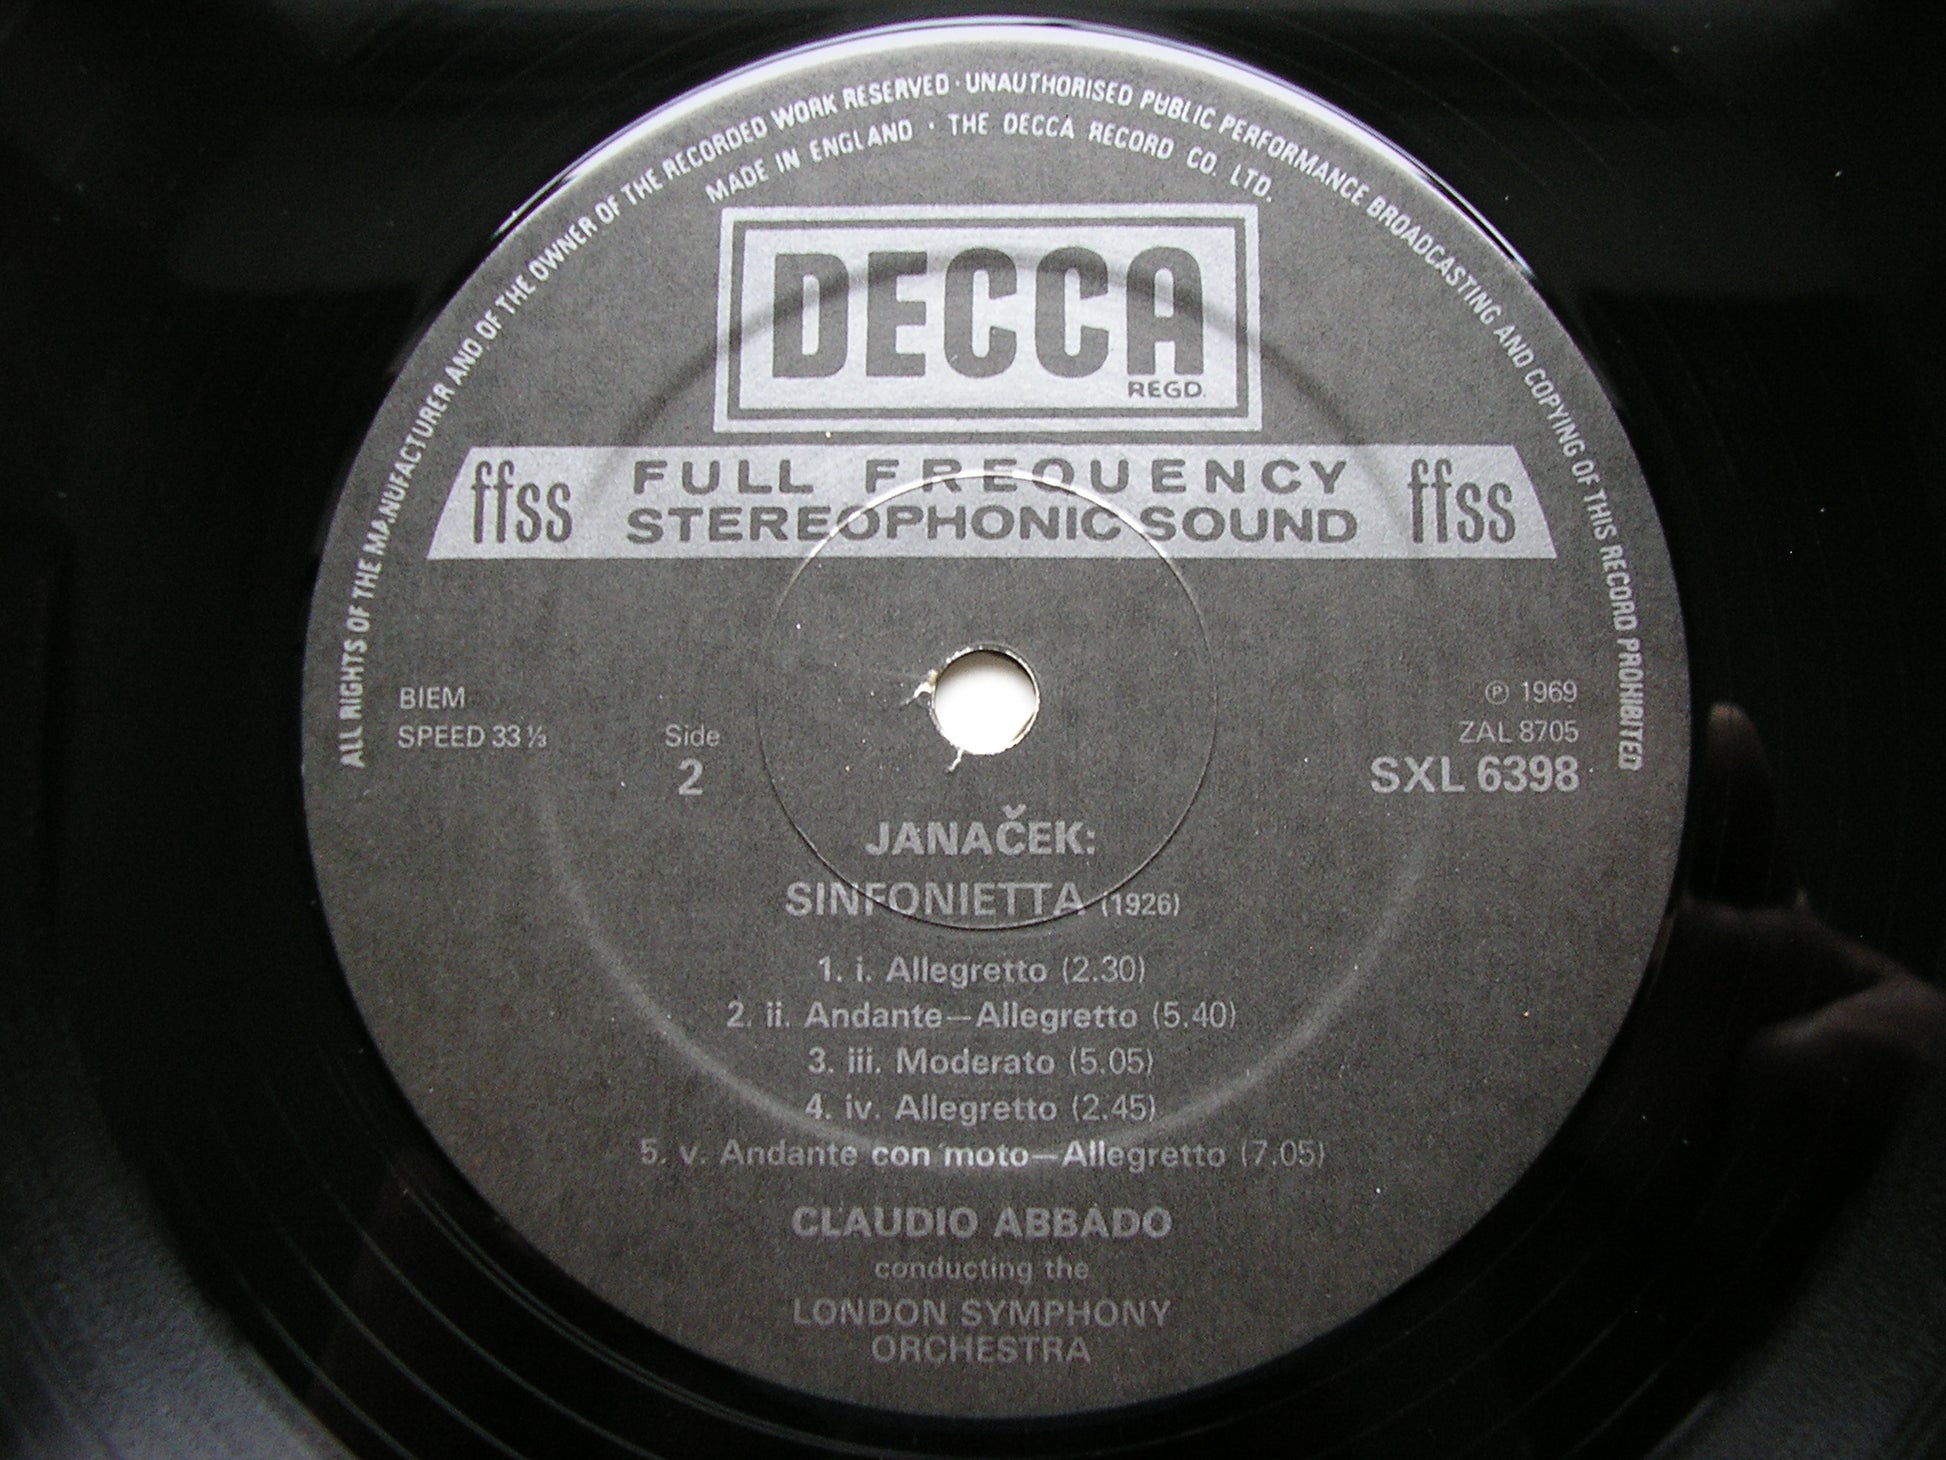 ALL RIGHTS OF THE MANUFACTURER AND OF THE OWNER OF THE RECORDED WORK RESERVED · UNAUTHORISED PUBLIC PERFORMANCE BROADCASTING AND COPYING OF THIS RECORD PROHIBITED
MADE IN ENGLAND · THE DECCA RECORD CO. LTD.
DECCA
REGD.
ffss FULL FREQUENCY ffss
STEREOPHONIC SOUND
BIEM
SPEED 33⅓
Side
2
℗ 1969
ZAL 8705
SXL 6398
JANAČEK:
SINFONIETTA (1926)
1. i. Allegretto (2.30)
2. ii. Andante—Allegretto (5.40)
3. iii. Moderato (5.05)
4. iv. Allegretto (2.45)
5. v. Andante con moto—Allegretto (7.05)
CLAUDIO ABBADO
conducting the
LONDON SYMPHONY
ORCHESTRA